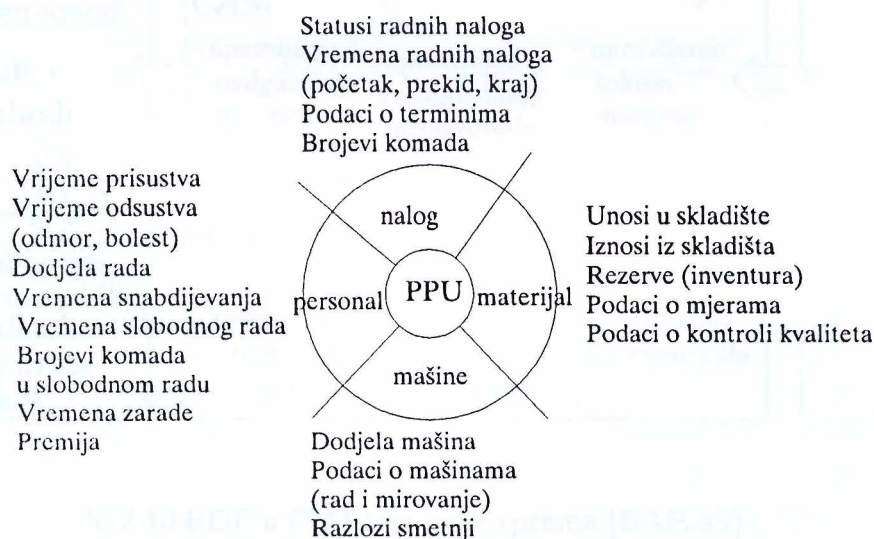 Statusi radnih naloga
Vremena radnih naloga
(početak, prekid, kraj)
Podaci o terminima
Brojevi komada
Vrijeme prisustva
Vrijeme odsustva
(odmor, bolest)
Dodjela rada
Vremena snabdijevanja
Vremena slobodnog rada
Brojevi komada
u slobodnom radu
Vremena zarade
Premija
nalog
personal
PPU
materijal
mašine
Unosi u skladište
Iznosi iz skladišta
Rezerve (inventura)
Podaci o mjerama
Podaci o kontroli kvaliteta
Dodjela mašina
Podaci o mašinama
(rad i mirovanje)
Razlozi smetnji